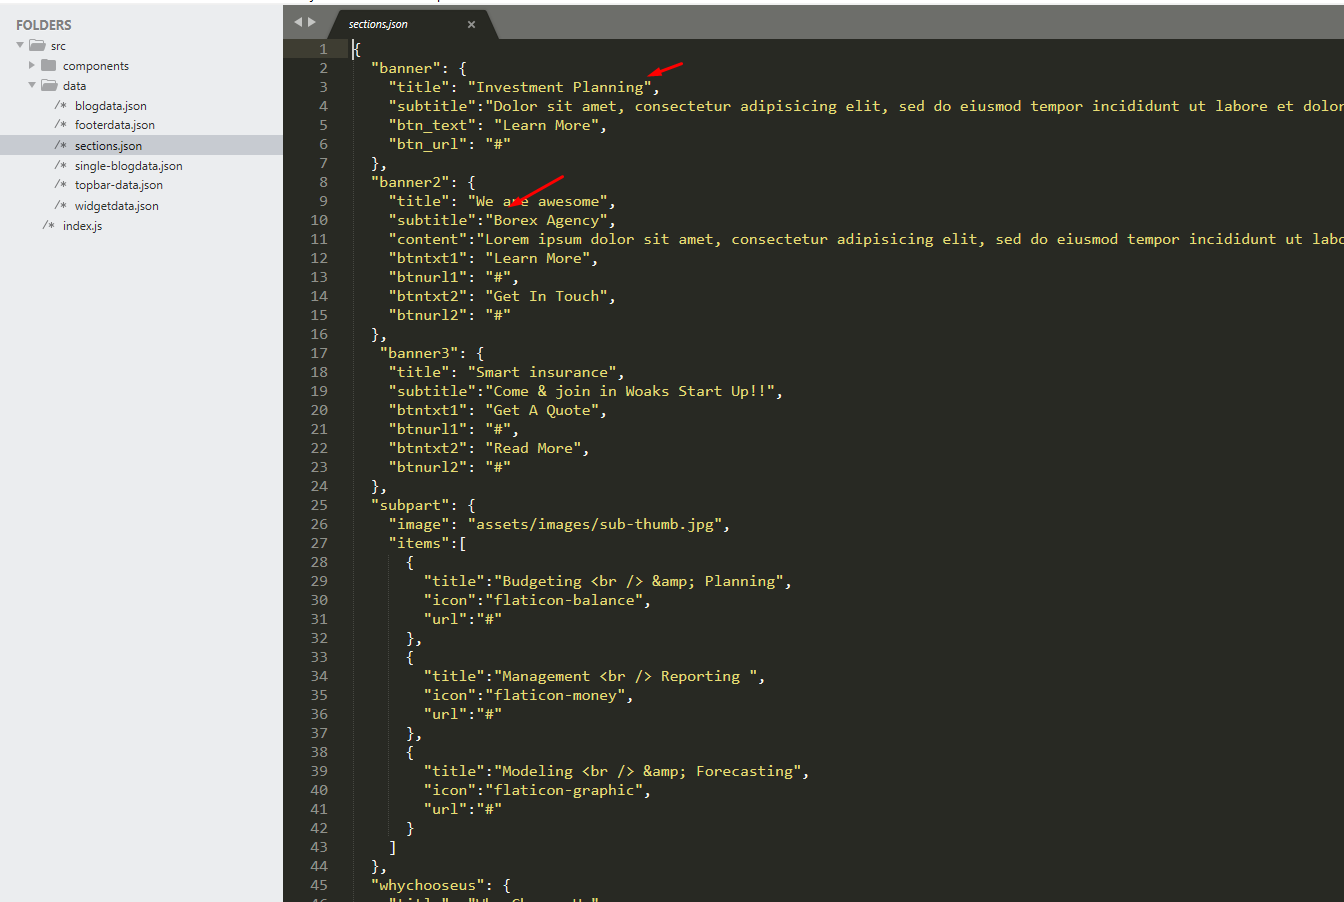 FOLDERS
src
components
data
/* blogdata.json
/* footerdata.json
/* sections.json
/* single-blogdata.json
/* topbar-data.json
/* widgetdata.json
/* index.js
sections.json ×
1 {
2 "banner": {
3 "title": "Investment Planning",
4 "subtitle":"Dolor sit amet, consectetur adipisicing elit, sed do eiusmod tempor incididunt ut labore et dolor
5 "btn_text": "Learn More",
6 "btn_url": "#"
7 },
8 "banner2": {
9 "title": "We are awesome",
10 "subtitle":"Borex Agency",
11 "content":"Lorem ipsum dolor sit amet, consectetur adipisicing elit, sed do eiusmod tempor incididunt ut labo
12 "btntxt1": "Learn More",
13 "btnurl1": "#",
14 "btntxt2": "Get In Touch",
15 "btnurl2": "#"
16 },
17 "banner3": {
18 "title": "Smart insurance",
19 "subtitle":"Come & join in Woaks Start Up!!",
20 "btntxt1": "Get A Quote",
21 "btnurl1": "#",
22 "btntxt2": "Read More",
23 "btnurl2": "#"
24 },
25 "subpart": {
26 "image": "assets/images/sub-thumb.jpg",
27 "items":[
28 {
29 "title":"Budgeting <br /> &amp; Planning",
30 "icon":"flaticon-balance",
31 "url":"#"
32 },
33 {
34 "title":"Management <br /> Reporting ",
35 "icon":"flaticon-money",
36 "url":"#"
37 },
38 {
39 "title":"Modeling <br /> &amp; Forecasting",
40 "icon":"flaticon-graphic",
41 "url":"#"
42 }
43 ]
44 },
45 "whychooseus": {